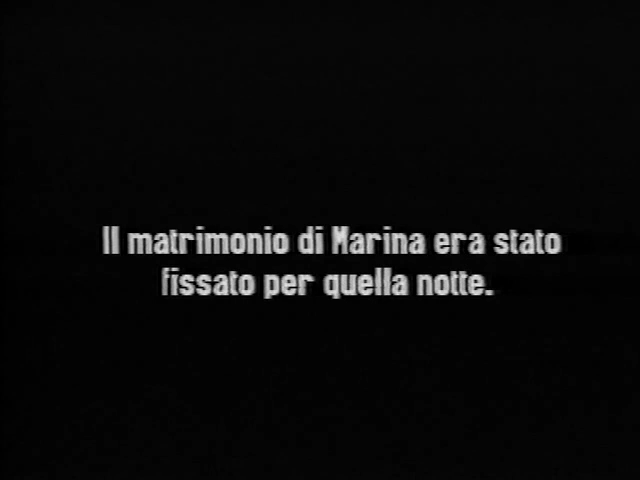 Il matrimonio di Marina era stato
fissato per quella notte.